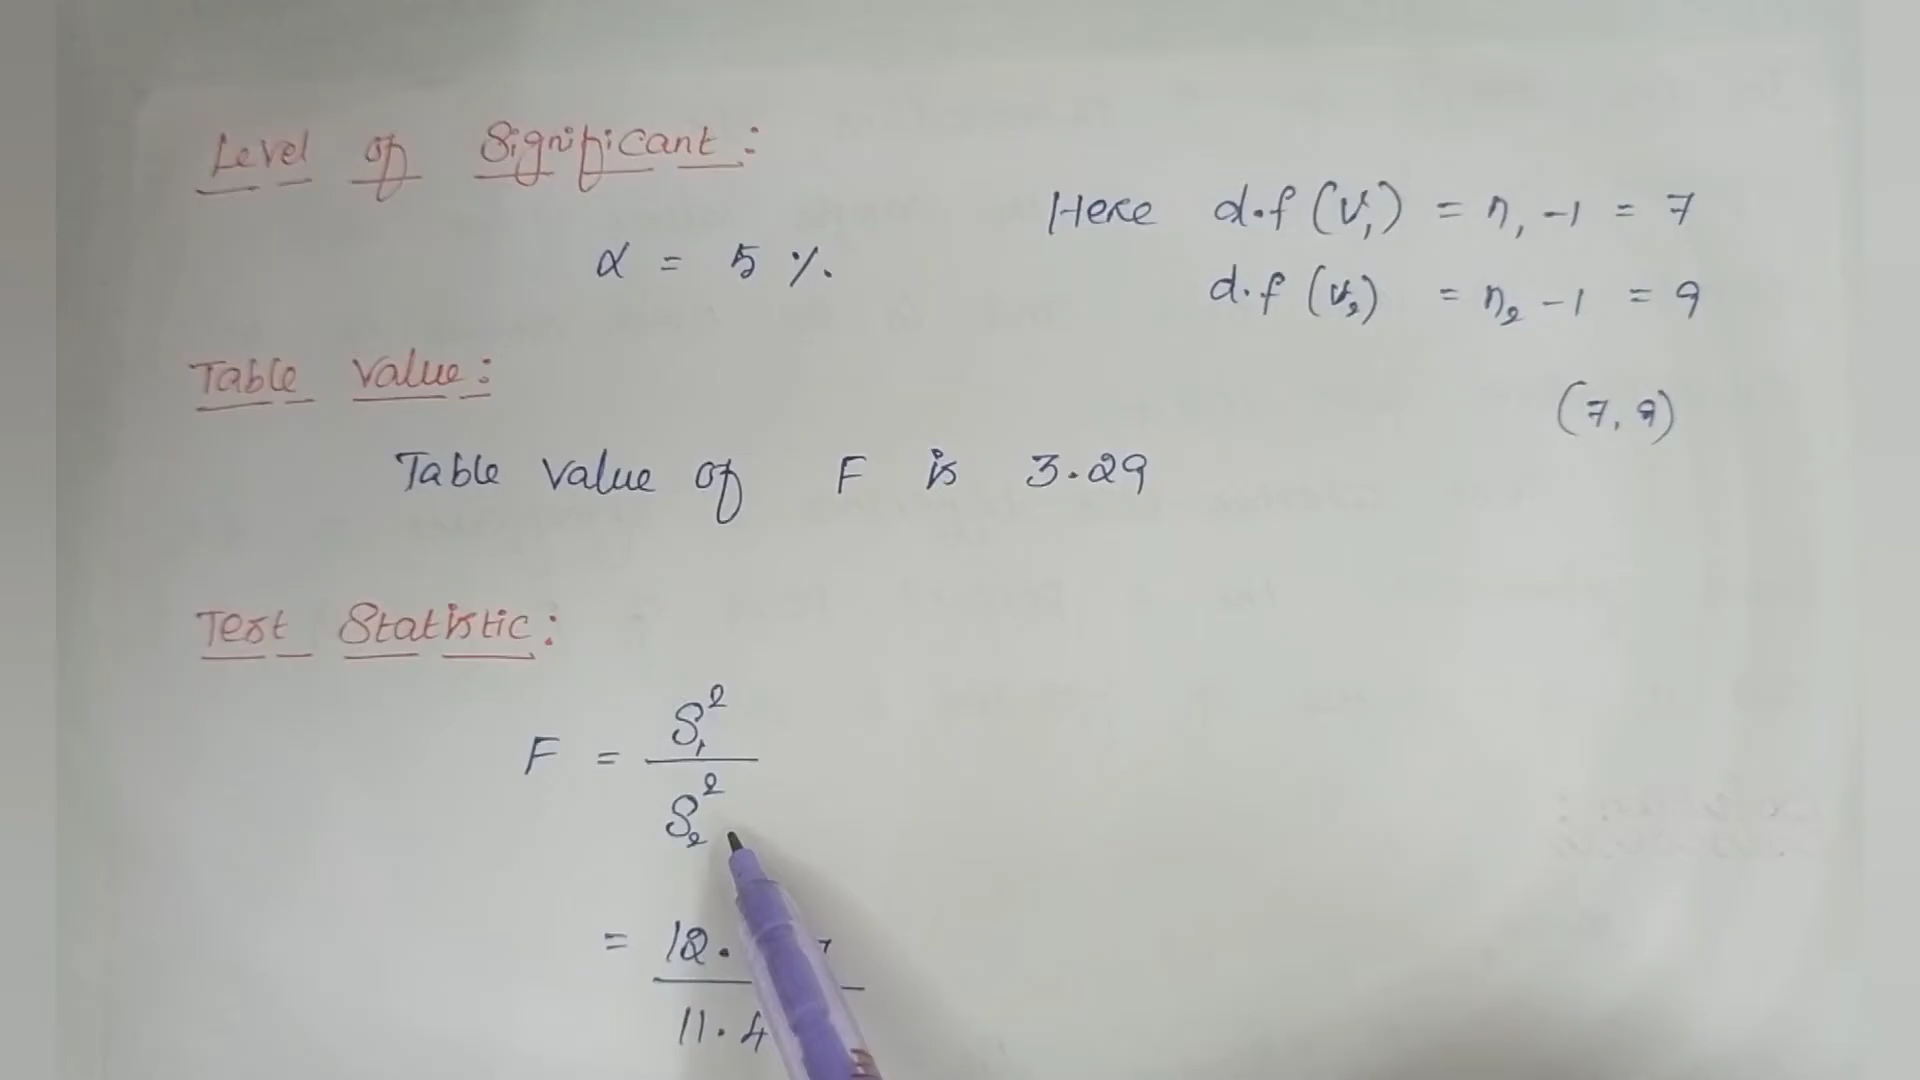 Level of Significant:
α = 5 %.
Here d.f (v₁) = n₁ -1 = 7
d.f (v₂) = n₂ -1 = 9
Table Value:
(7, 9)
Table Value of F is 3.29
Test Statistic:
F = S₁² / S₂²
= 12.
11.4